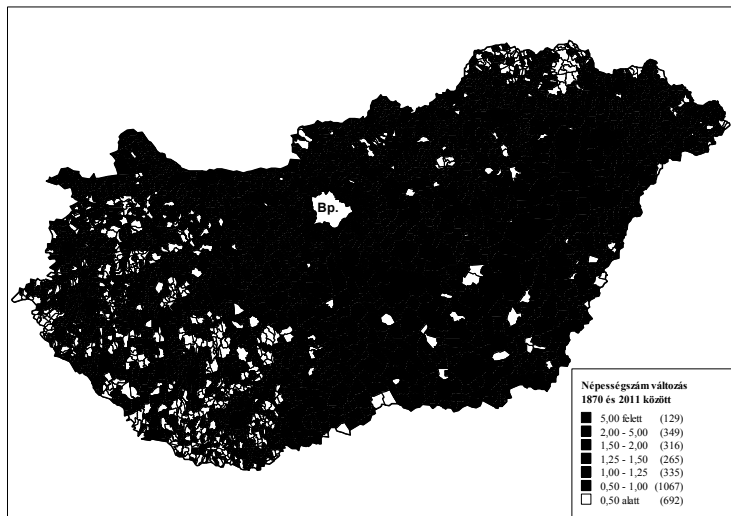 Bp.
Népességszám változás
1870 és 2011 között
5,00 felett (129)
2,00 - 5,00 (349)
1,50 - 2,00 (316)
1,25 - 1,50 (265)
1,00 - 1,25 (335)
0,50 - 1,00 (1067)
0,50 alatt (692)